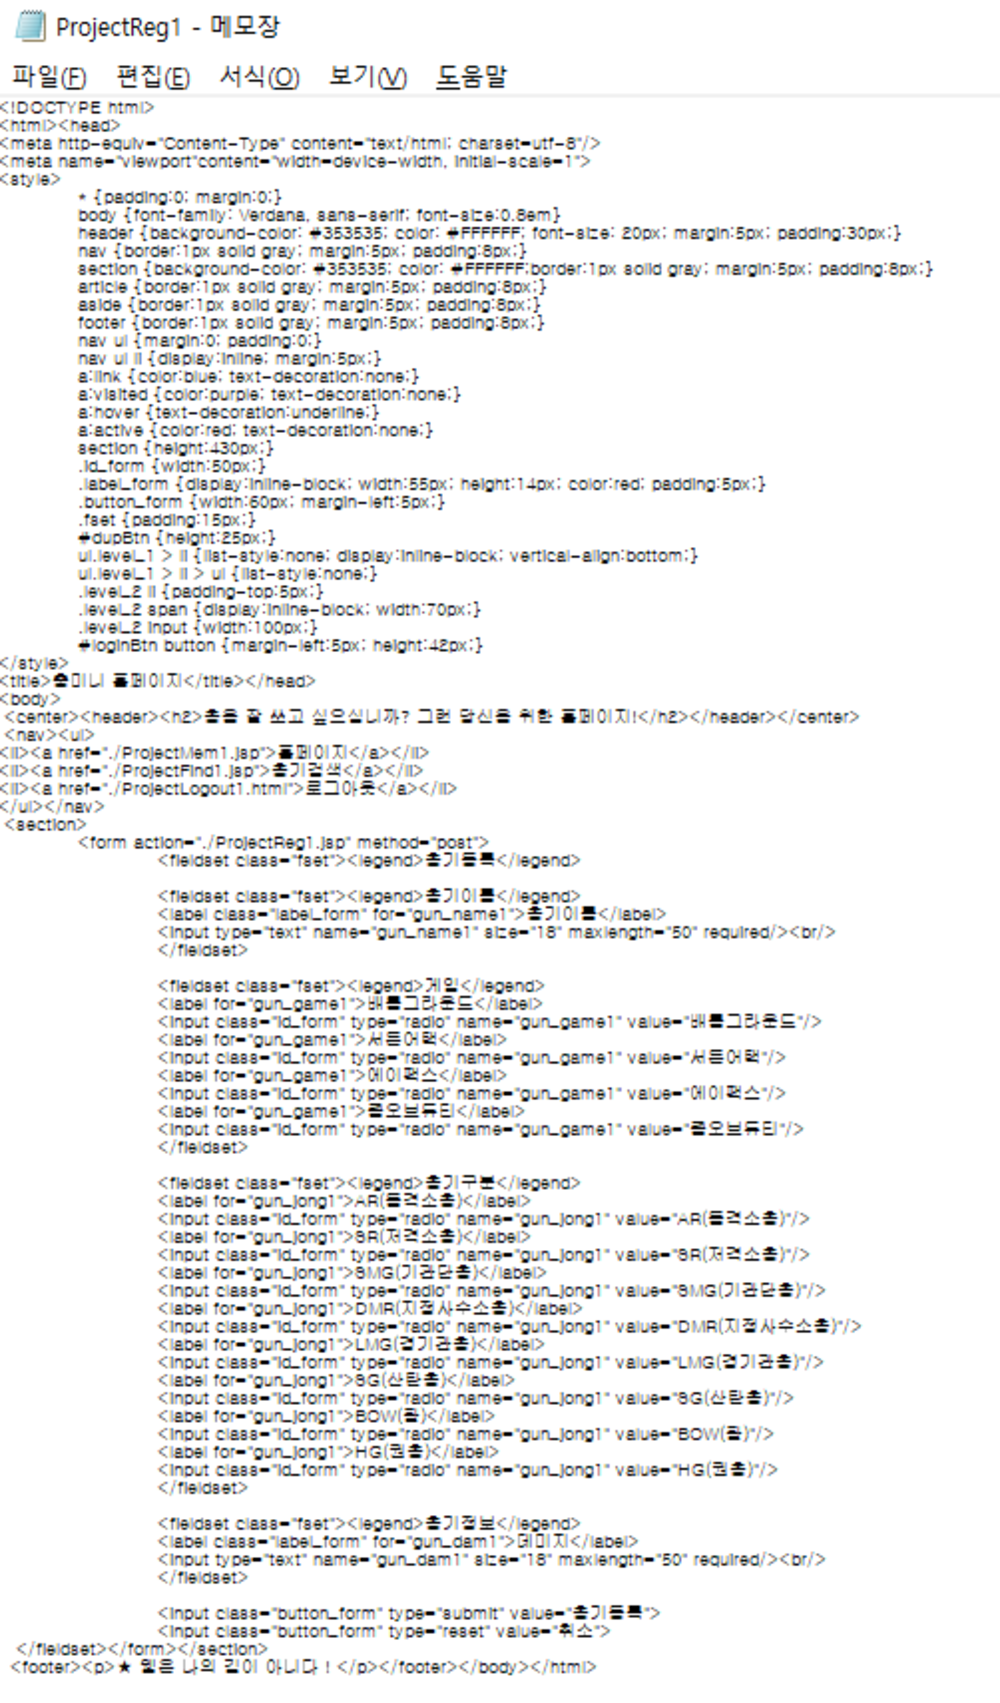 ProjectReg1 - 메모장
파일(F) 편집(E) 서식(O) 보기(V) 도움말
<!DOCTYPE html>
<html><head>
<meta http-equiv="Content-Type" content="text/html; charset=utf-8"/>
<meta name="viewport"content="width=device-width, initial-scale=1">
<style>
* {padding:0; margin:0;}
body {font-family: Verdana, sans-serif; font-size:0.8em}
header {background-color: #353535; color: #FFFFFF; font-size: 20px; margin:5px; padding:30px;}
nav {border:1px solid gray; margin:5px; padding:8px;}
section {background-color: #353535; color: #FFFFFF;border:1px solid gray; margin:5px; padding:8px;}
article {border:1px solid gray; margin:5px; padding:8px;}
aside {border:1px solid gray; margin:5px; padding:8px;}
footer {border:1px solid gray; margin:5px; padding:8px;}
nav ul {margin:0; padding:0;}
nav ul li {display:inline; margin:5px;}
a:link {color:blue; text-decoration:none;}
a:visited {color:purple; text-decoration:none;}
a:hover {text-decoration:underline;}
a:active {color:red; text-decoration:none;}
section {height:430px;}
.id_form {width:50px;}
.label_form {display:inline-block; width:55px; height:14px; color:red; padding:5px;}
.button_form {width:60px; margin-left:5px;}
.fset {padding:15px;}
#dupBtn {height:25px;}
ul.level_1 > li {list-style:none; display:inline-block; vertical-align:bottom;}
ul.level_1 > li > ul {list-style:none;}
.level_2 li {padding-top:5px;}
.level_2 span {display:inline-block; width:70px;}
.level_2 input {width:100px;}
#loginBtn button {margin-left:5px; height:42px;}
</style>
<title>총미니 홈페이지</title></head>
<body>
<center><header><h2>총을 잘 쏘고 싶으십니까? 그런 당신을 위한 홈페이지!</h2></header></center>
<nav><ul>
<li><a href="./ProjectMem1.jsp">홈페이지</a></li>
<li><a href="./ProjectFind1.jsp">총기검색</a></li>
<li><a href="./ProjectLogout1.html">로그아웃</a></li>
</ul></nav>
<section>
<form action="./ProjectReg1.jsp" method="post">
<fieldset class="fset"><legend>총기등록</legend>
<fieldset class="fset"><legend>총기이름</legend>
<label class="label_form" for="gun_name1">총기이름</label>
<input type="text" name="gun_name1" size="18" maxlength="50" required/><br/>
</fieldset>
<fieldset class="fset"><legend>게임</legend>
<label for="gun_game1">배틀그라운드</label>
<input class="id_form" type="radio" name="gun_game1" value="배틀그라운드"/>
<label for="gun_game1">서든어택</label>
<input class="id_form" type="radio" name="gun_game1" value="서든어택"/>
<label for="gun_game1">에이펙스</label>
<input class="id_form" type="radio" name="gun_game1" value="에이펙스"/>
<label for="gun_game1">콜오브듀티</label>
<input class="id_form" type="radio" name="gun_game1" value="콜오브듀티"/>
</fieldset>
<fieldset class="fset"><legend>총기구분</legend>
<label for="gun_jong1">AR(돌격소총)</label>
<input class="id_form" type="radio" name="gun_jong1" value="AR(돌격소총)"/>
<label for="gun_jong1">SR(저격소총)</label>
<input class="id_form" type="radio" name="gun_jong1" value="SR(저격소총)"/>
<label for="gun_jong1">SMG(기관단총)</label>
<input class="id_form" type="radio" name="gun_jong1" value="SMG(기관단총)"/>
<label for="gun_jong1">DMR(지정사수소총)</label>
<input class="id_form" type="radio" name="gun_jong1" value="DMR(지정사수소총)"/>
<label for="gun_jong1">LMG(경기관총)</label>
<input class="id_form" type="radio" name="gun_jong1" value="LMG(경기관총)"/>
<label for="gun_jong1">SG(산탄총)</label>
<input class="id_form" type="radio" name="gun_jong1" value="SG(산탄총)"/>
<label for="gun_jong1">BOW(활)</label>
<input class="id_form" type="radio" name="gun_jong1" value="BOW(활)"/>
<label for="gun_jong1">HG(권총)</label>
<input class="id_form" type="radio" name="gun_jong1" value="HG(권총)"/>
</fieldset>
<fieldset class="fset"><legend>총기정보</legend>
<label class="label_form" for="gun_dam1">데미지</label>
<input type="text" name="gun_dam1" size="18" maxlength="50" required/><br/>
</fieldset>
<input class="button_form" type="submit" value="총기등록">
<input class="button_form" type="reset" value="취소">
</fieldset></form></section>
<footer><p>★ 웹은 나의 길이 아니다 ! </p></footer></body></html>